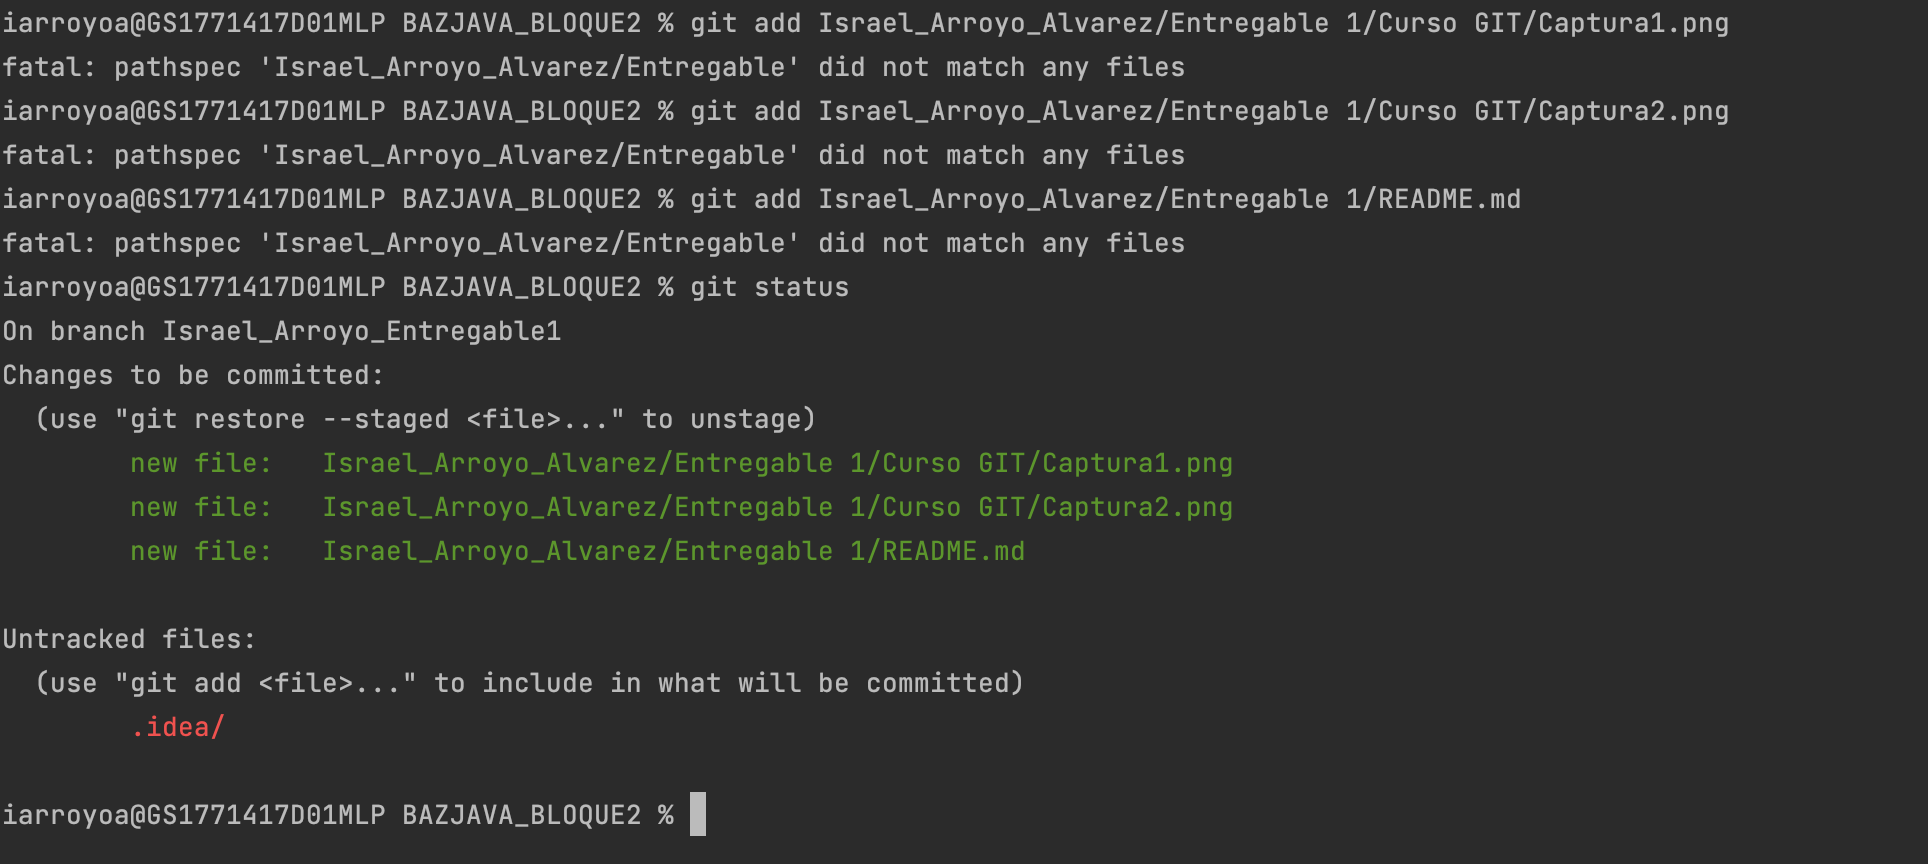 iarroyoa@GS1771417D01MLP BAZJAVA_BLOQUE2 % git add Israel_Arroyo_Alvarez/Entregable 1/Curso GIT/Captura1.png
fatal: pathspec 'Israel_Arroyo_Alvarez/Entregable' did not match any files
iarroyoa@GS1771417D01MLP BAZJAVA_BLOQUE2 % git add Israel_Arroyo_Alvarez/Entregable 1/Curso GIT/Captura2.png
fatal: pathspec 'Israel_Arroyo_Alvarez/Entregable' did not match any files
iarroyoa@GS1771417D01MLP BAZJAVA_BLOQUE2 % git add Israel_Arroyo_Alvarez/Entregable 1/README.md
fatal: pathspec 'Israel_Arroyo_Alvarez/Entregable' did not match any files
iarroyoa@GS1771417D01MLP BAZJAVA_BLOQUE2 % git status
On branch Israel_Arroyo_Entregable1
Changes to be committed:
  (use "git restore --staged <file>..." to unstage)
        new file:   Israel_Arroyo_Alvarez/Entregable 1/Curso GIT/Captura1.png
        new file:   Israel_Arroyo_Alvarez/Entregable 1/Curso GIT/Captura2.png
        new file:   Israel_Arroyo_Alvarez/Entregable 1/README.md
Untracked files:
  (use "git add <file>..." to include in what will be committed)
        .idea/
iarroyoa@GS1771417D01MLP BAZJAVA_BLOQUE2 %